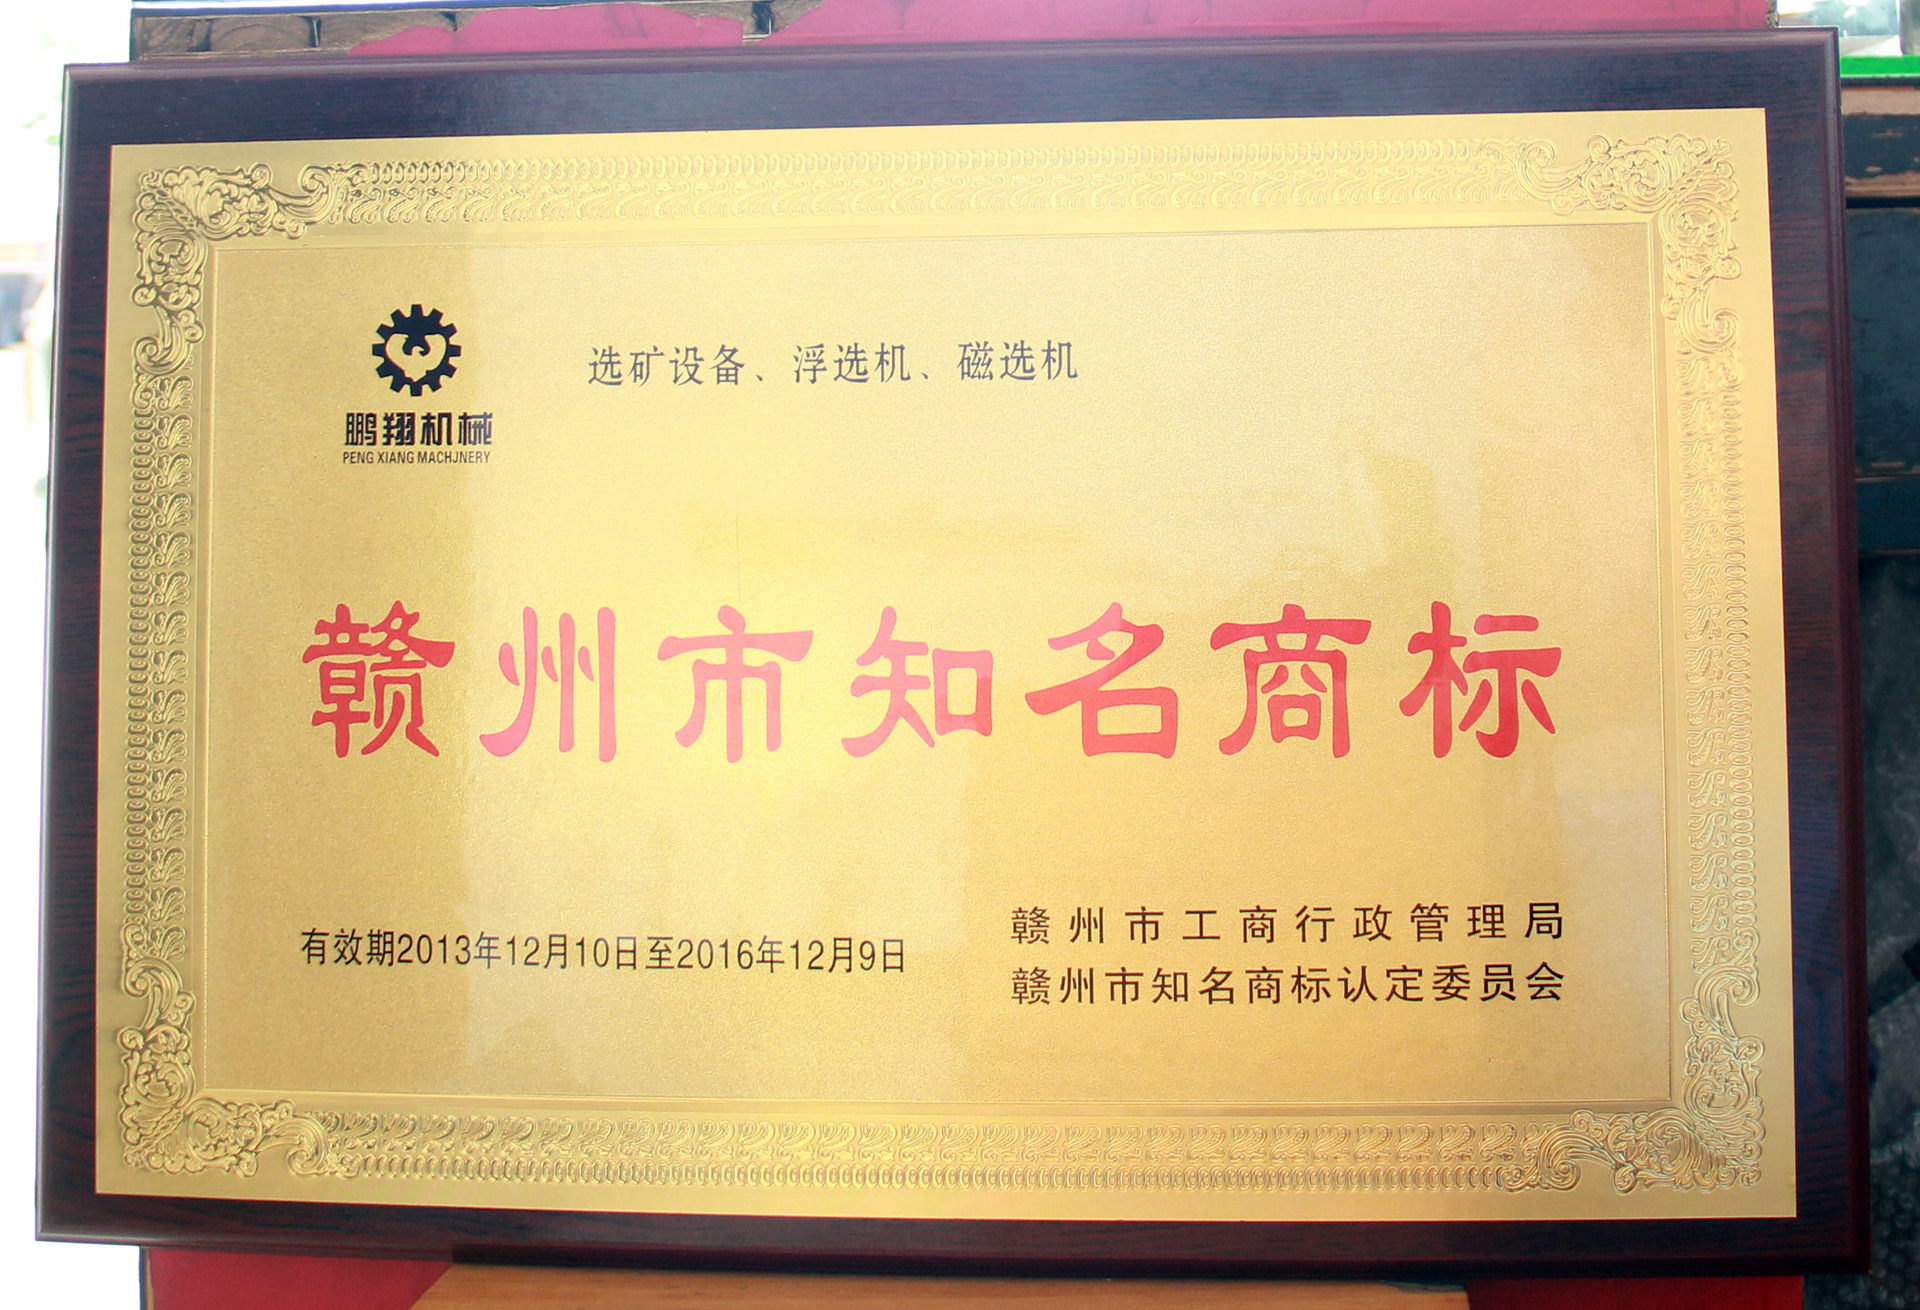 选矿设备、浮选机、磁选机
鹏翔机械
PENG XIANG MACHJNERY
赣州市知名商标
有效期2013年12月10日至2016年12月9日
赣州市工商行政管理局
赣州市知名商标认定委员会